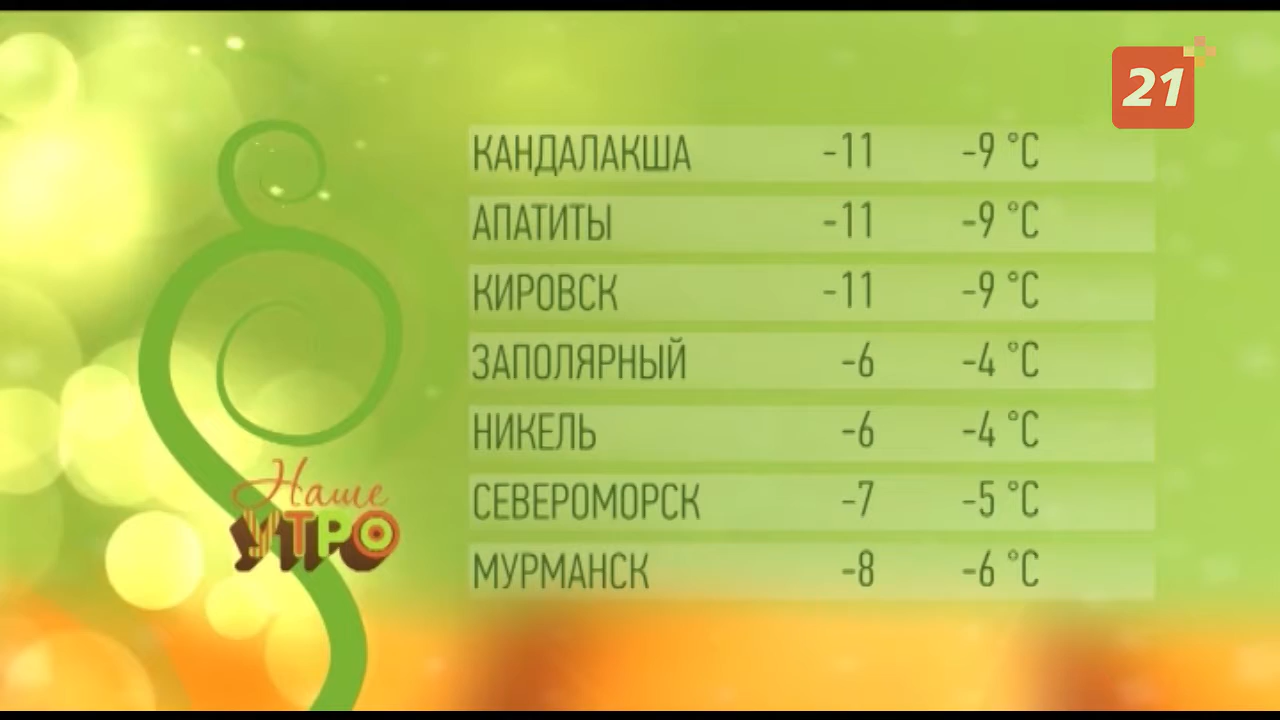 21
КАНДАЛАКША -11 -9 °C
АПАТИТЫ -11 -9 °C
КИРОВСК -11 -9 °C
ЗАПОЛЯРНЫЙ -6 -4 °C
НИКЕЛЬ -6 -4 °C
СЕВЕРОМОРСК -7 -5 °C
МУРМАНСК -8 -6 °C
Наше
УТРО